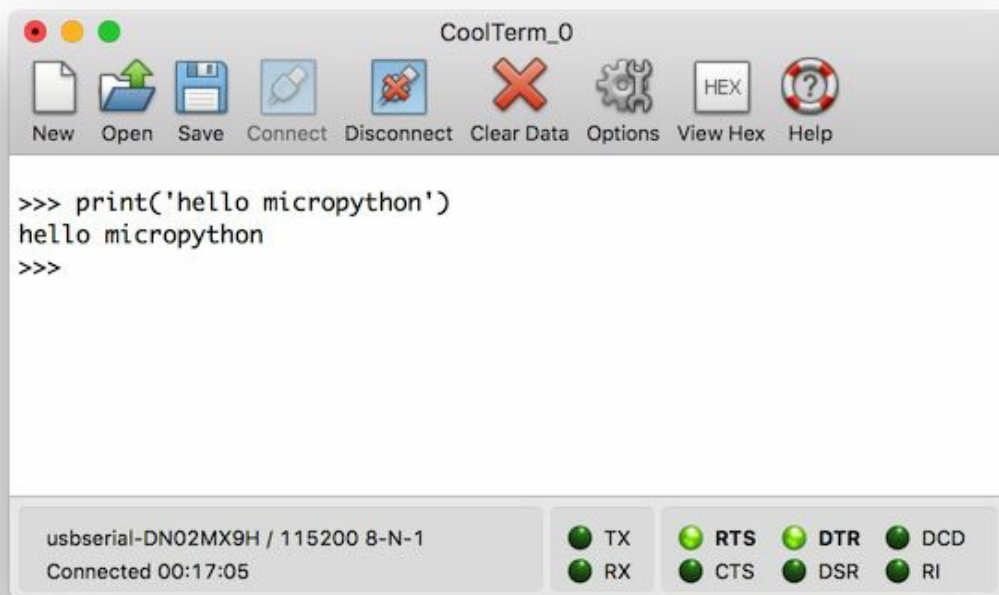 CoolTerm_0
New Open Save Connect Disconnect Clear Data Options HEX View Hex ? Help
>>> print('hello micropython')
hello micropython
>>>
usbserial-DN02MX9H / 115200 8-N-1
Connected 00:17:05
TX
RX
RTS DTR DCD
CTS DSR RI